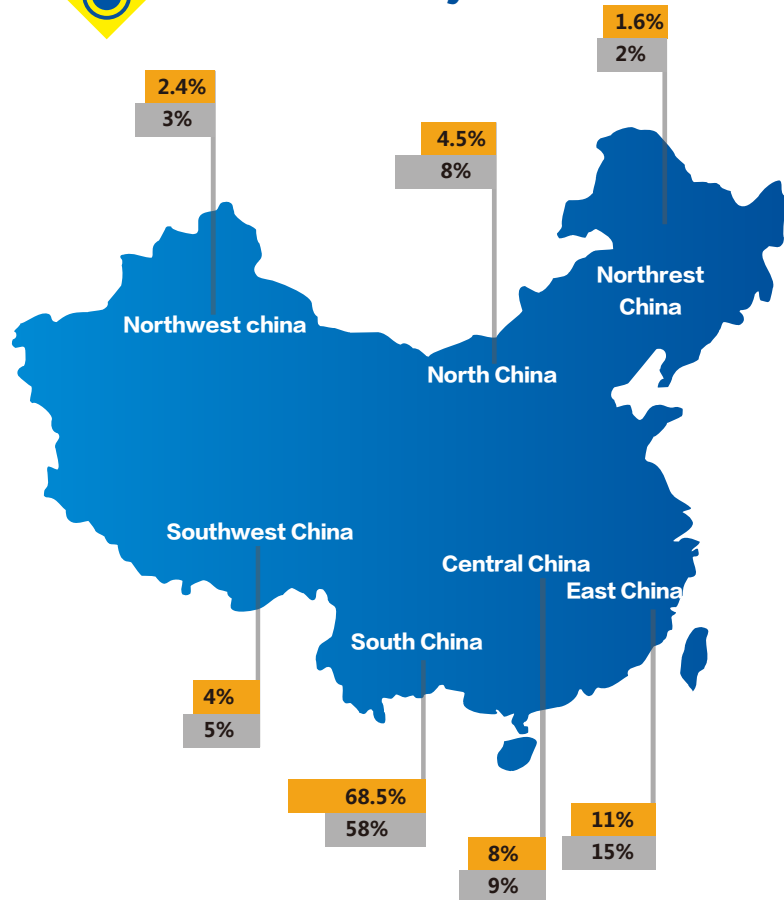 1.6%
2%
2.4%
3%
4.5%
8%
Northrest
China
Northwest china
North China
Southwest China
Central China
East China
South China
4%
5%
68.5%
58%
11%
15%
8%
9%